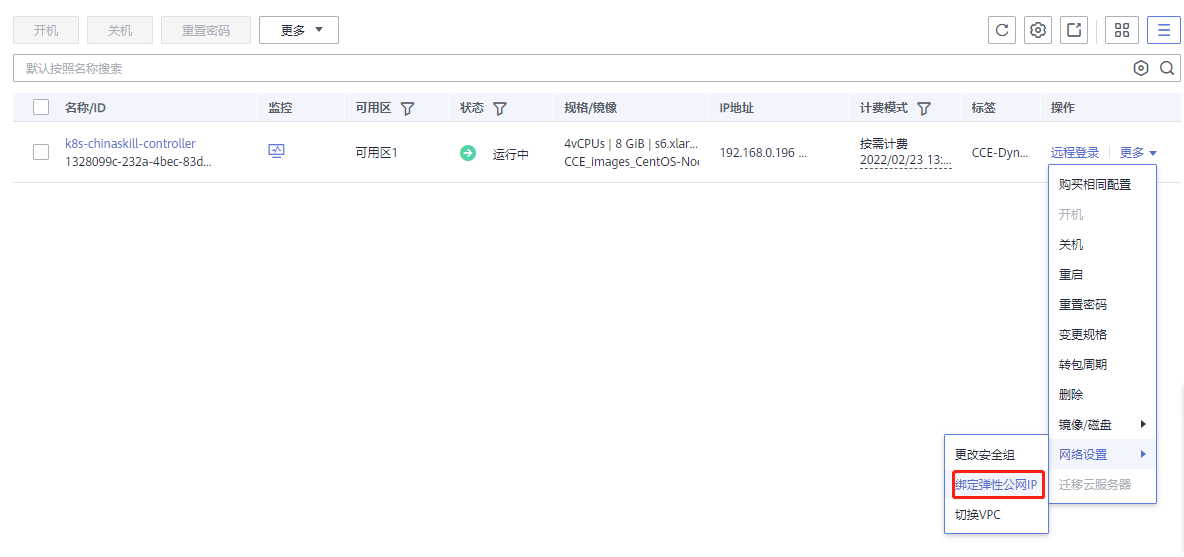 开机 关机 重置密码 更多
默认按照名称搜索
名称/ID 监控 可用区 状态 规格/镜像 IP地址 计费模式 标签 操作
k8s-chinaskill-controller 4vCPUs | 8 GiB | s6.xlar... 按需计费
可用区1 运行中 192.168.0.196 ... CCE-Dyn... 远程登录 更多
1328099c-232a-4bec-83d... CCE_images_CentOS-Nod 2022/02/23 13:...
购买相同配置
开机
关机
重启
重置密码
变更规格
转包周期
删除
镜像/磁盘
网络设置
迁移云服务器
更改安全组
绑定弹性公网IP
切换VPC